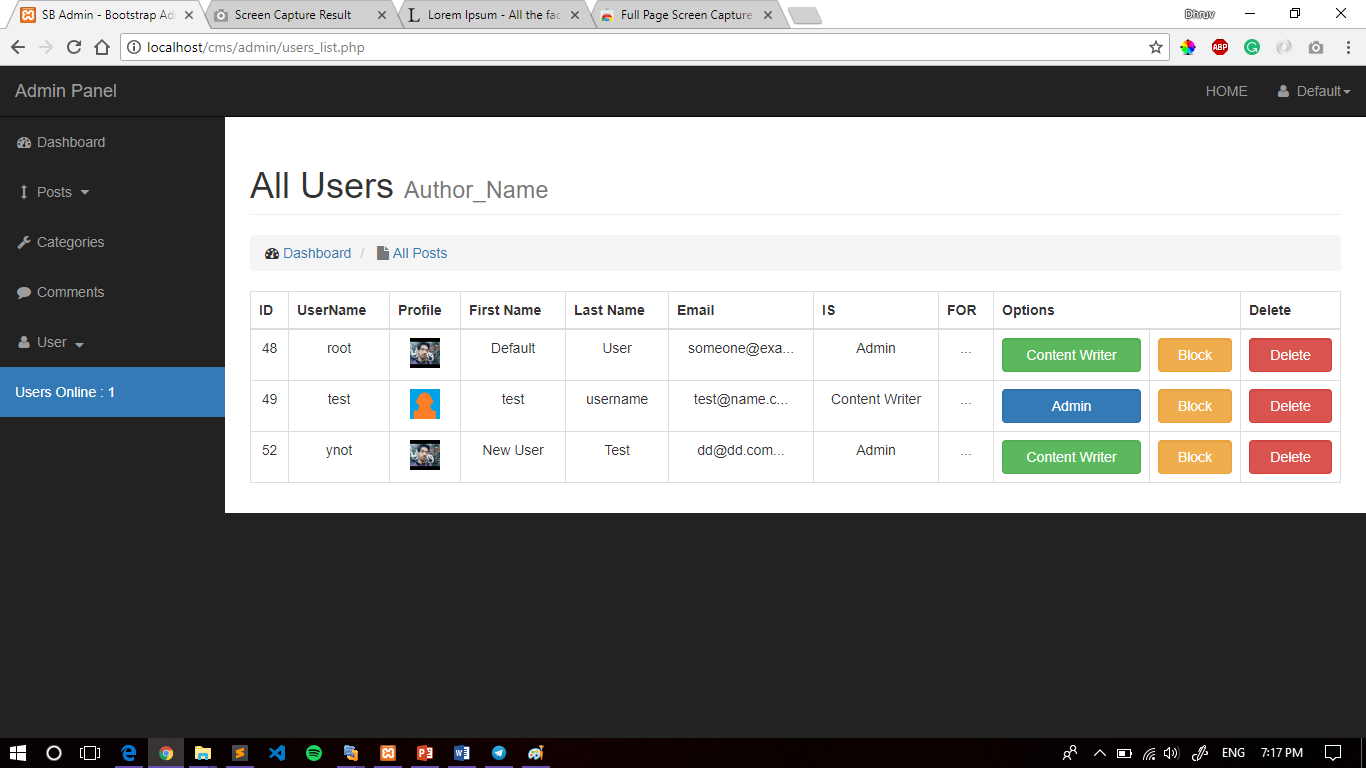 SB Admin - Bootstrap Ad
Screen Capture Result
Lorem Ipsum - All the fac
Full Page Screen Capture
Dhruv
localhost/cms/admin/users_list.php
ABP
Admin Panel
HOME
Default
Dashboard
Posts
Categories
Comments
User
Users Online : 1
All Users Author_Name
Dashboard / All Posts
ID UserName Profile First Name Last Name Email IS FOR Options Delete
48 root Default User someone@exa... Admin ... Content Writer Block Delete
49 test test username test@name.c... Content Writer ... Admin Block Delete
52 ynot New User Test dd@dd.com... Admin ... Content Writer Block Delete
ENG 7:17 PM